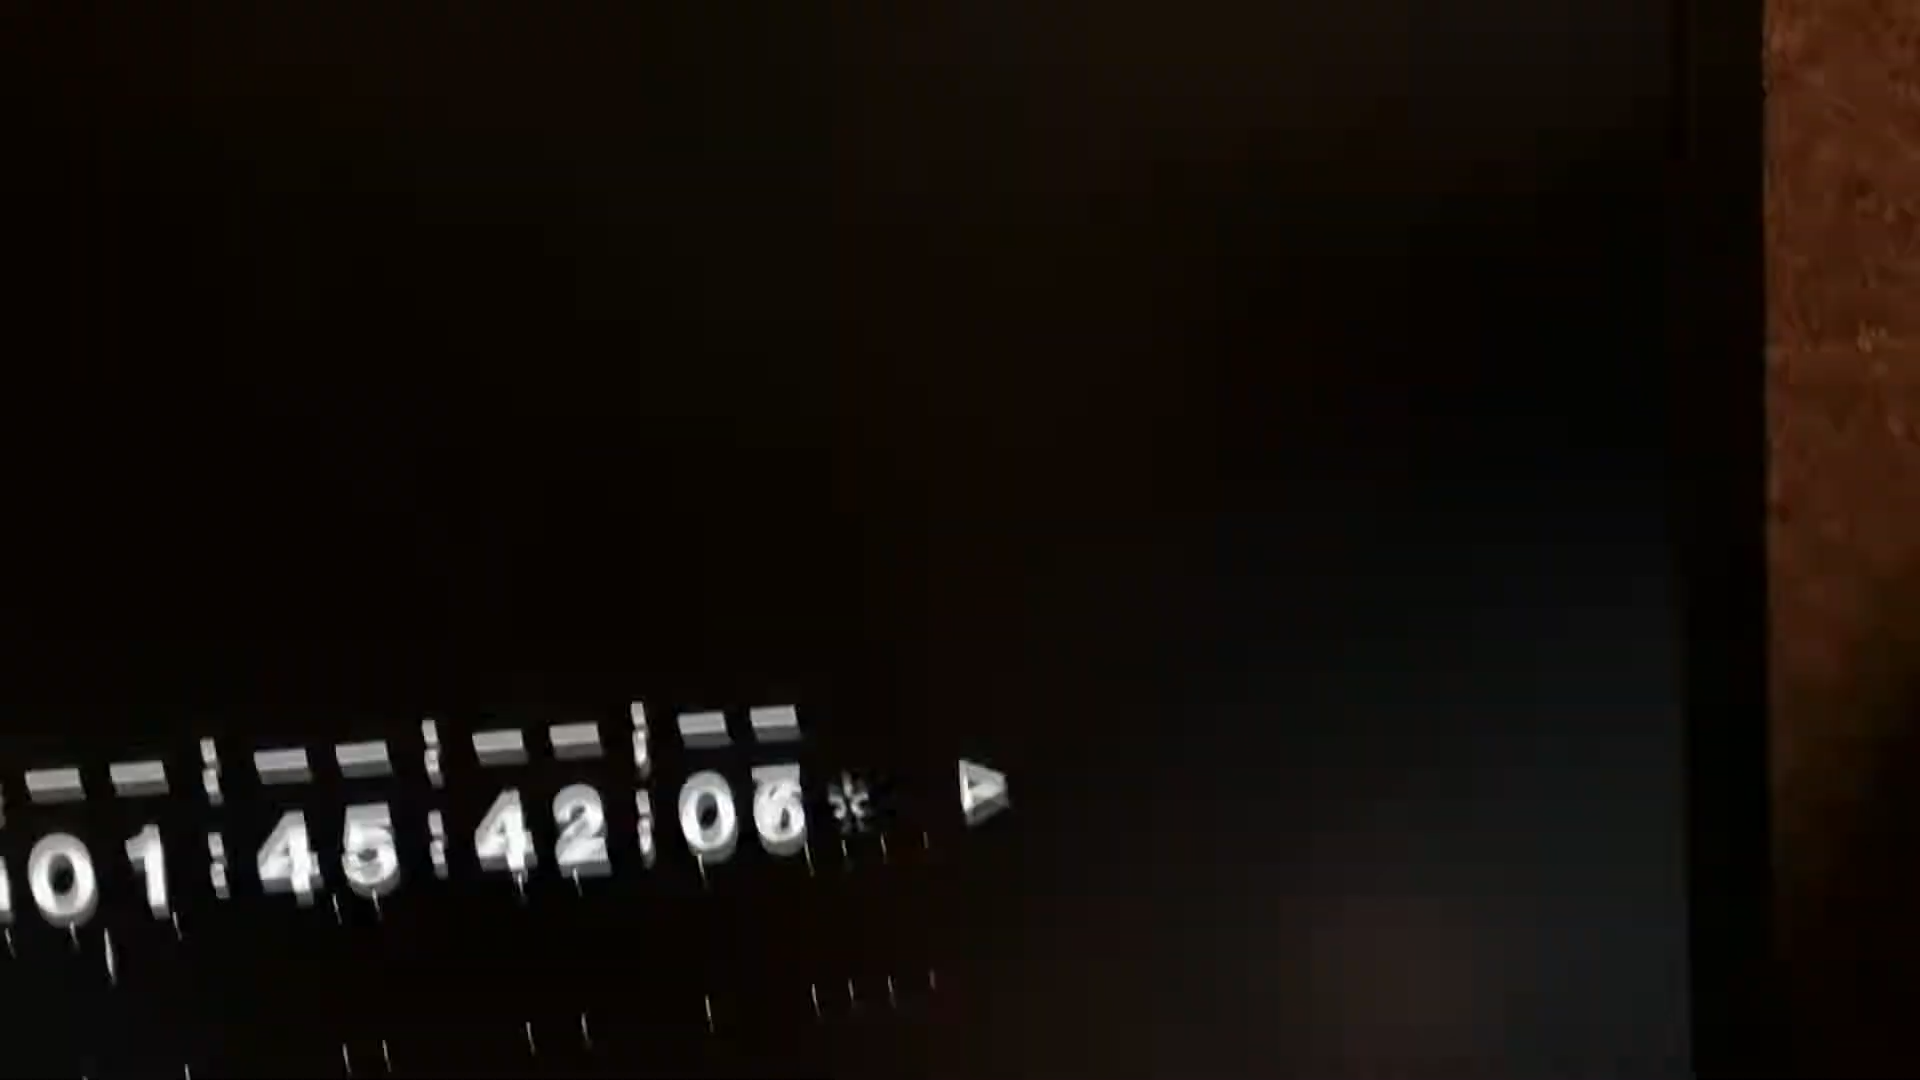 -- : -- : -- : --
01 : 45 : 42 : 06 *